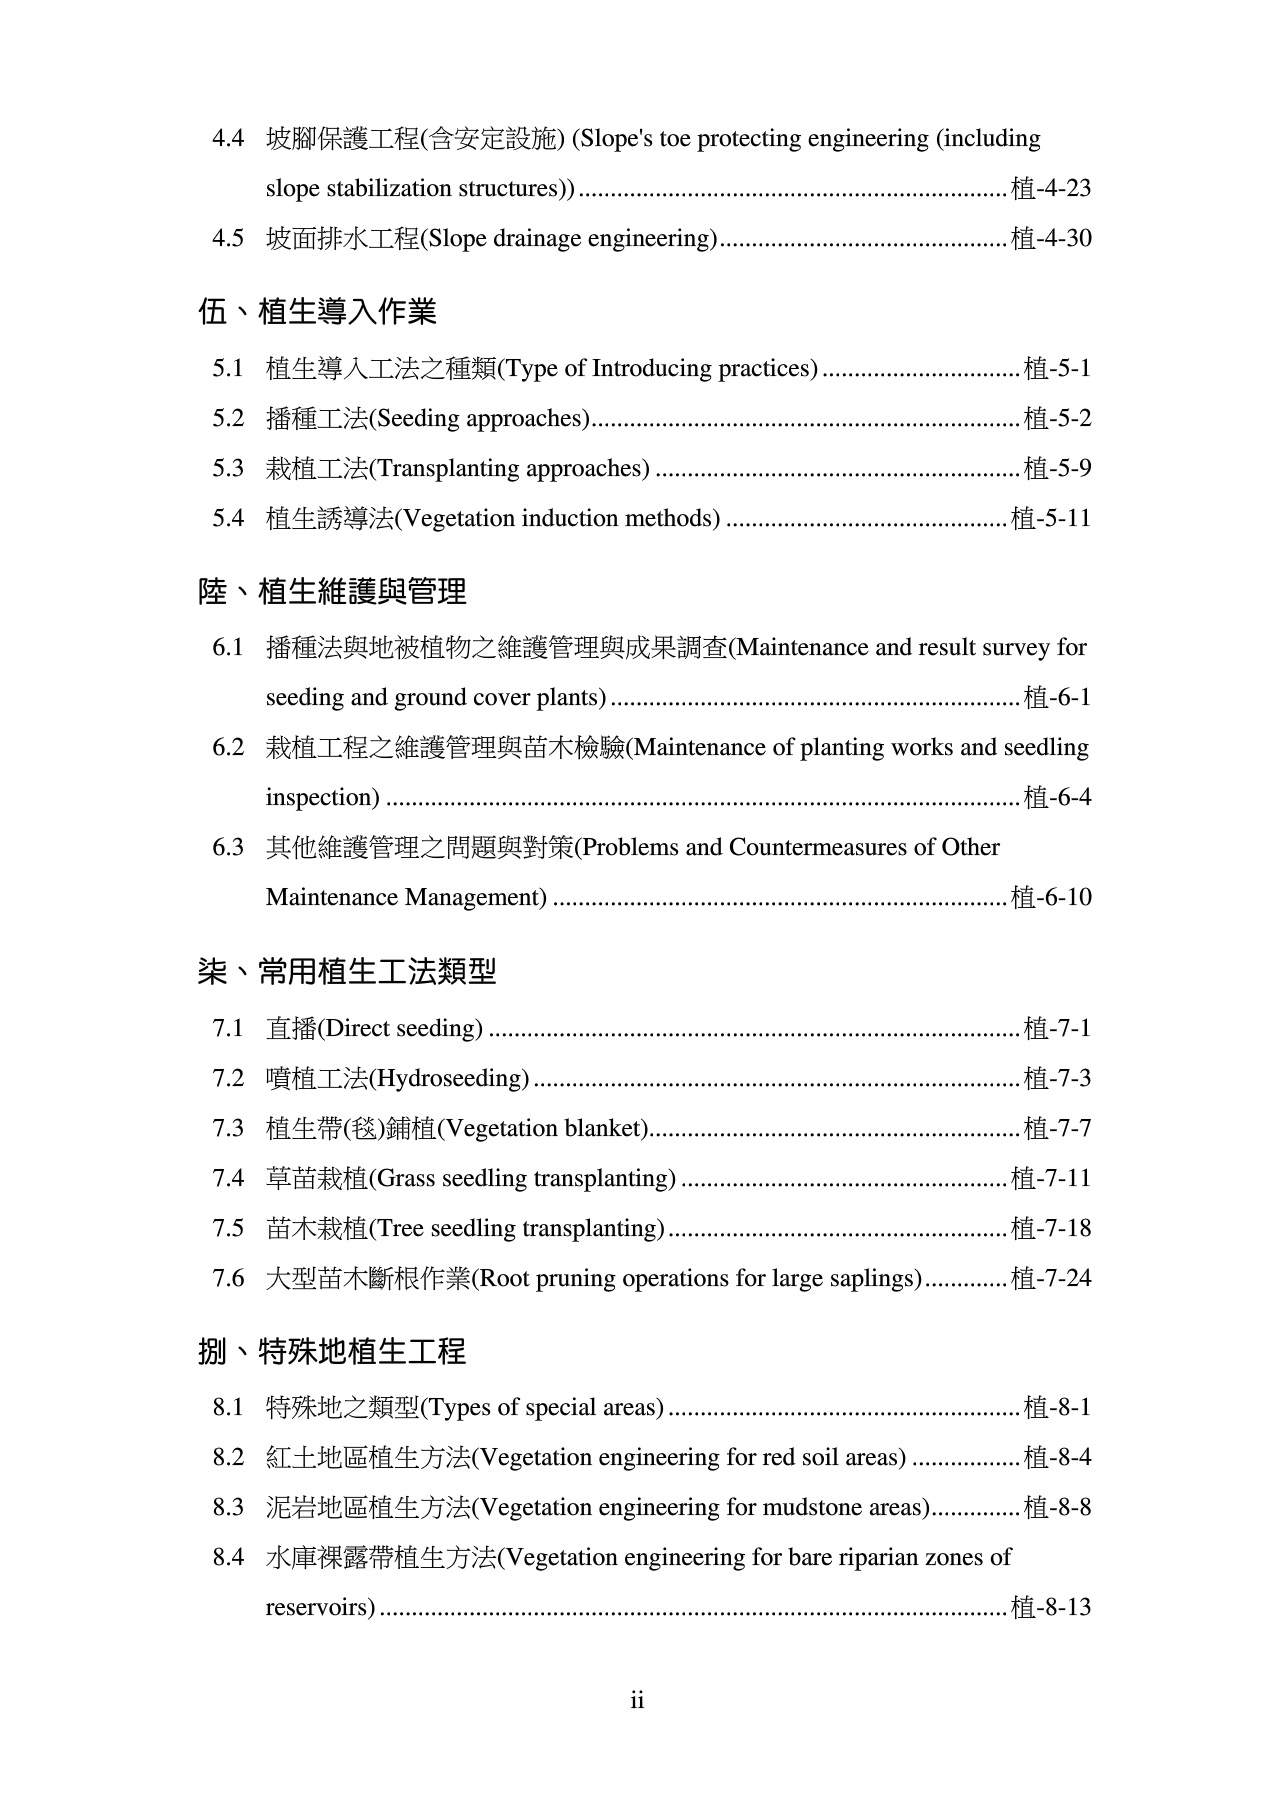 4.4 坡腳保護工程(含安定設施) (Slope's toe protecting engineering (including
slope stabilization structures))....................................................................植-4-23
4.5 坡面排水工程(Slope drainage engineering).............................................植-4-30
伍、植生導入作業
5.1 植生導入工法之種類(Type of Introducing practices)...............................植-5-1
5.2 播種工法(Seeding approaches)...................................................................植-5-2
5.3 栽植工法(Transplanting approaches).........................................................植-5-9
5.4 植生誘導法(Vegetation induction methods)............................................植-5-11
陸、植生維護與管理
6.1 播種法與地被植物之維護管理與成果調查(Maintenance and result survey for
seeding and ground cover plants)................................................................植-6-1
6.2 栽植工程之維護管理與苗木檢驗(Maintenance of planting works and seedling
inspection)...................................................................................................植-6-4
6.3 其他維護管理之問題與對策(Problems and Countermeasures of Other
Maintenance Management).......................................................................植-6-10
柒、常用植生工法類型
7.1 直播(Direct seeding)...................................................................................植-7-1
7.2 噴植工法(Hydroseeding)............................................................................植-7-3
7.3 植生帶(毯)鋪植(Vegetation blanket)..........................................................植-7-7
7.4 草苗栽植(Grass seedling transplanting)...................................................植-7-11
7.5 苗木栽植(Tree seedling transplanting).....................................................植-7-18
7.6 大型苗木斷根作業(Root pruning operations for large saplings).............植-7-24
捌、特殊地植生工程
8.1 特殊地之類型(Types of special areas).......................................................植-8-1
8.2 紅土地區植生方法(Vegetation engineering for red soil areas).................植-8-4
8.3 泥岩地區植生方法(Vegetation engineering for mudstone areas)..............植-8-8
8.4 水庫裸露帶植生方法(Vegetation engineering for bare riparian zones of
reservoirs)..................................................................................................植-8-13
ii